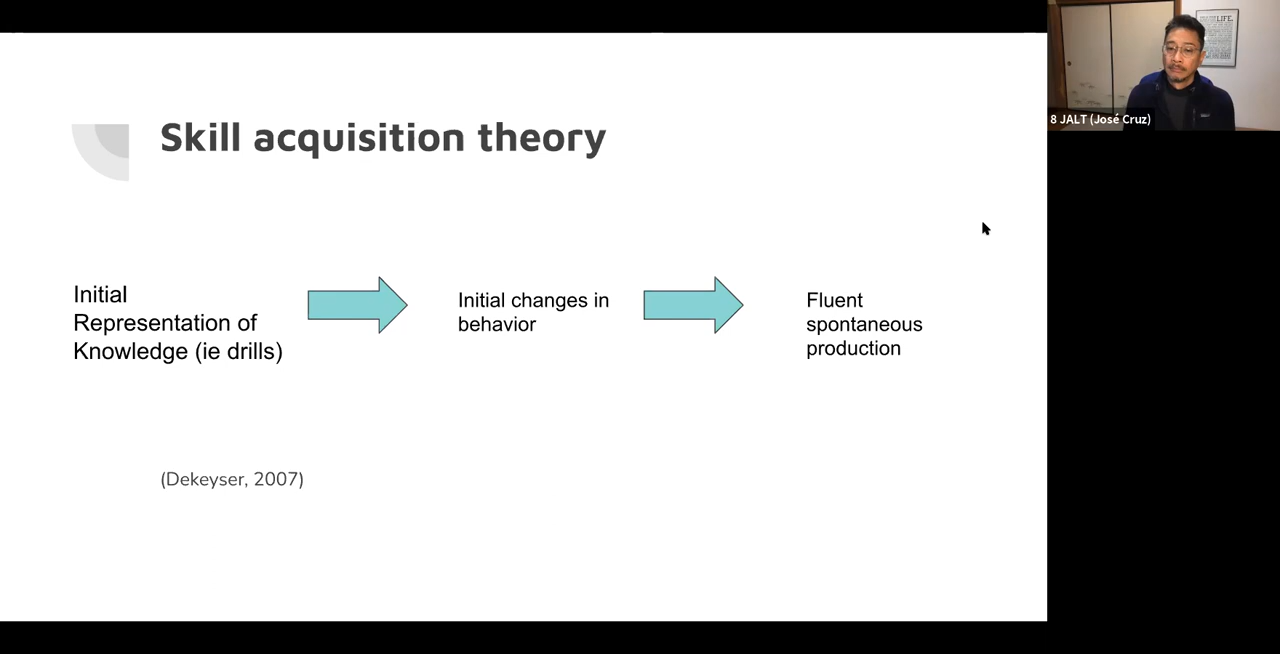 Skill acquisition theory
Initial
Representation of
Knowledge (ie drills)
Initial changes in
behavior
Fluent
spontaneous
production
(Dekeyser, 2007)
LIFE.
8 JALT (José Cruz)